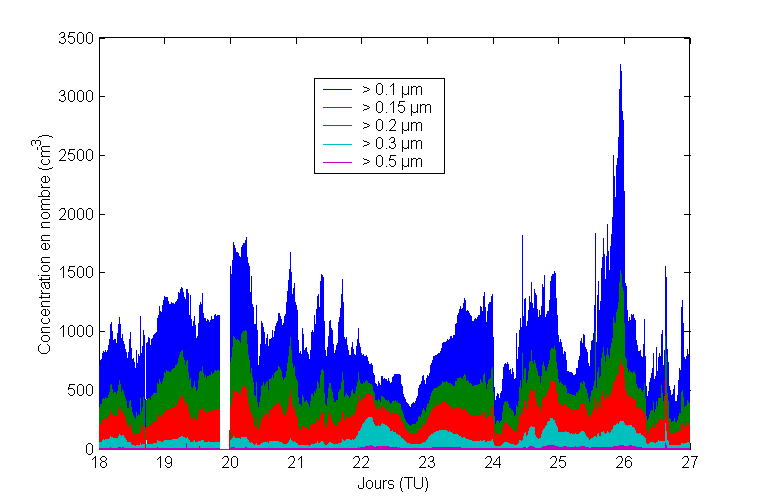 3500
3000
2500
2000
1500
1000
500
0
Concentration en nombre (cm-3)
> 0.1 µm
> 0.15 µm
> 0.2 µm
> 0.3 µm
> 0.5 µm
18 19 20 21 22 23 24 25 26 27
Jours (TU)